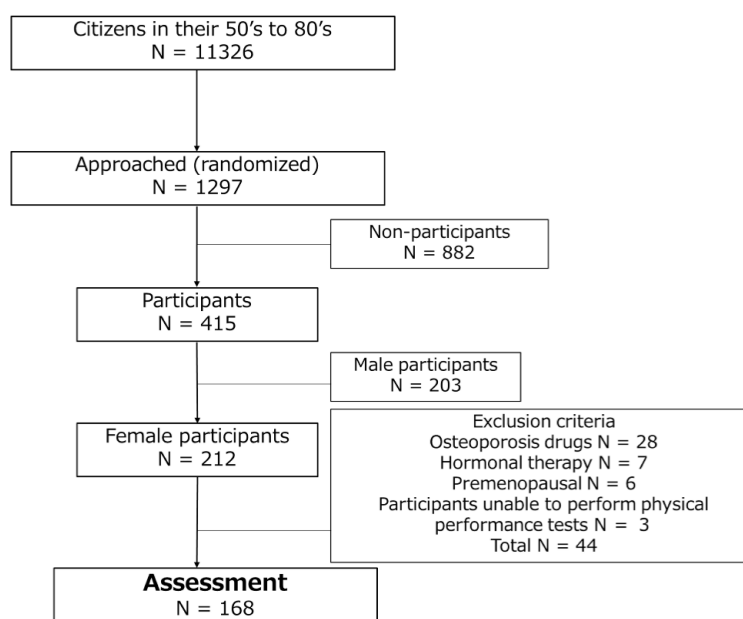 Citizens in their 50's to 80's
N = 11326
Approached (randomized)
N = 1297
Non-participants
N = 882
Participants
N = 415
Male participants
N = 203
Female participants
N = 212
Exclusion criteria
Osteoporosis drugs N = 28
Hormonal therapy N = 7
Premenopausal N = 6
Participants unable to perform physical
performance tests N = 3
Total N = 44
Assessment
N = 168